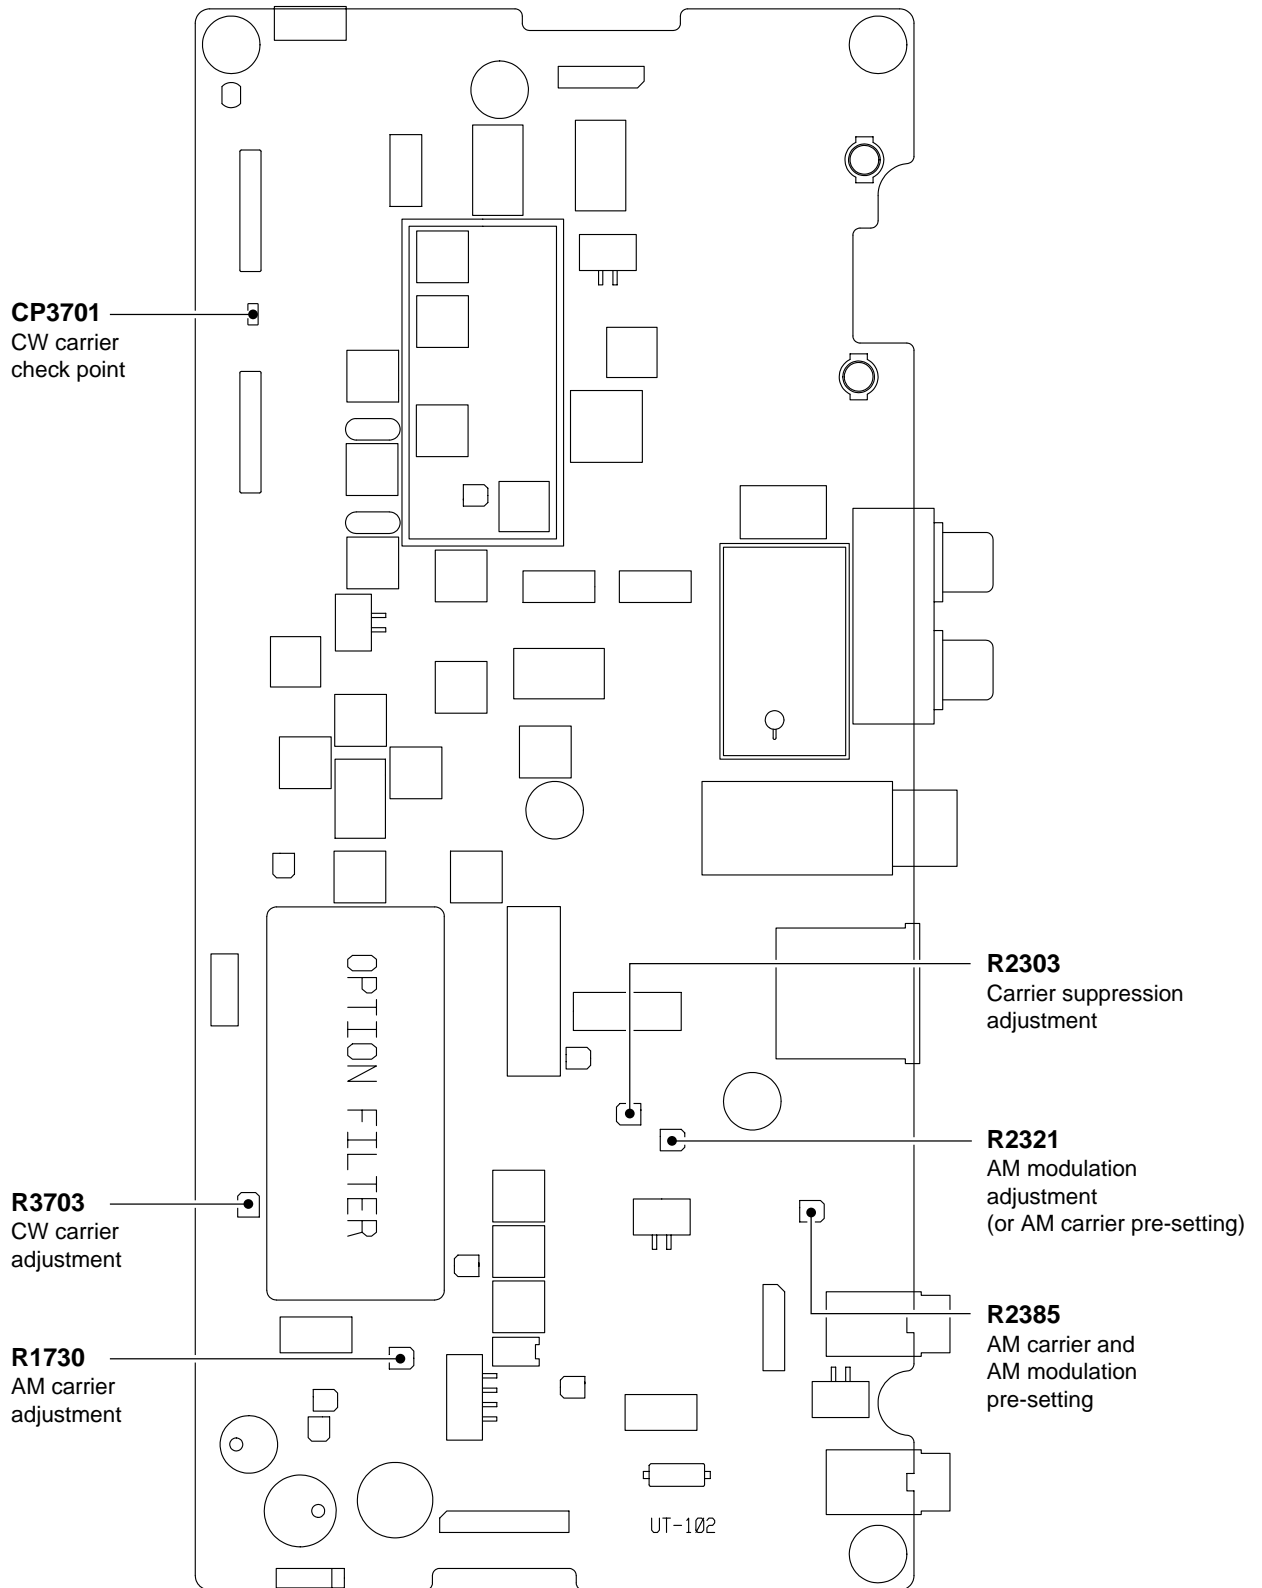 CP3701
CW carrier
check point
R2303
Carrier suppression
adjustment
OPTION FILTER
R2321
AM modulation
adjustment
(or AM carrier pre-setting)
R3703
CW carrier
adjustment
R2385
AM carrier and
AM modulation
pre-setting
R1730
AM carrier
adjustment
UT-102